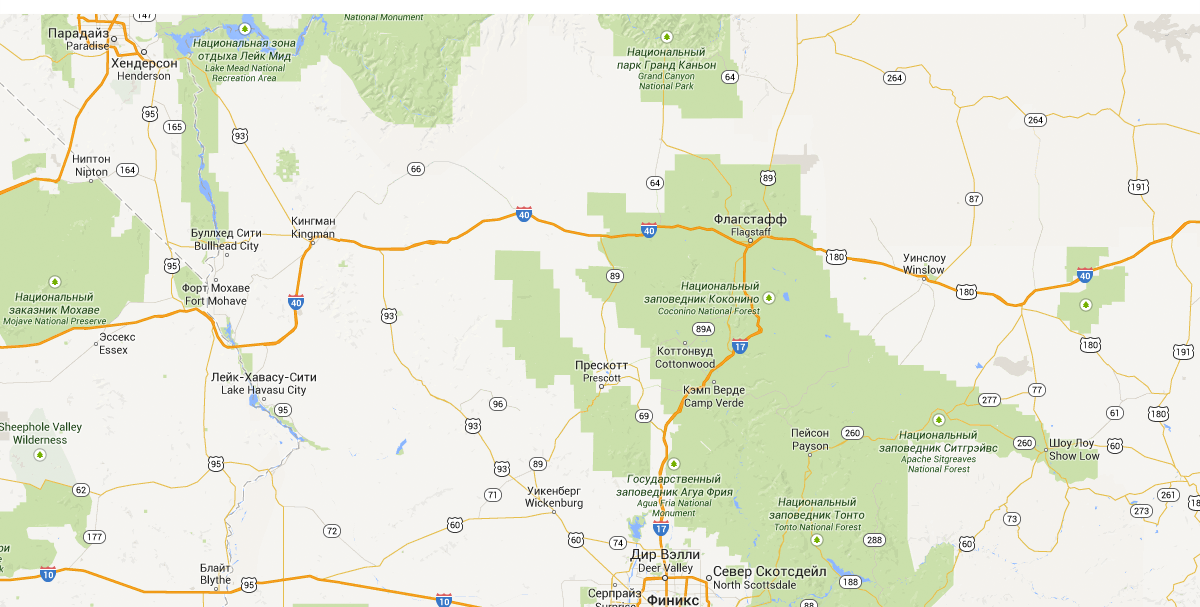 147
National Monument
Парадайз
Paradise
Национальная зона
отдыха Лейк Мид
Lake Mead National
Recreation Area
Национальный
парк Гранд Каньон
Grand Canyon
National Park
Хендерсон
Henderson
64
264
95
165
93
264
Ниптон
Nipton
164
66
64
89
87
191
Кингман
Kingman
40
40
Флагстафф
Flagstaff
Буллхед Сити
Bullhead City
180
Уинслоу
Winslow
95
89
40
180
Форт Мохаве
Fort Mohave
Национальный
заказник Мохаве
Mojave National Preserve
40
Национальный
заповедник Коконино
Coconino National Forest
93
89A
Эссекс
Essex
17
Коттонвуд
Cottonwood
180
191
Прескотт
Prescott
Лейк-Хавасу-Сити
Lake Havasu City
Кэмп Верде
Camp Verde
77
277
96
95
69
61
180
93
Sheephole Valley
Wilderness
Пейсон
Payson
260
Национальный
заповедник Ситгрэйвс
Apache Sitgreaves
National Forest
260
Шоу Лоу
Show Low
60
95
93
89
Государственный
заповедник Агуа Фрия
Agua Fria National
Monument
62
71
Уикенберг
Wickenburg
261
273
Национальный
заповедник Тонто
Tonto National Forest
73
60
72
17
177
60
74
288
60
Дир Вэлли
Deer Valley
Блайт
Blythe
10
95
Север Скотсдейл
North Scottsdale
188
Серпрайз
Surprise
10
Финикс
88